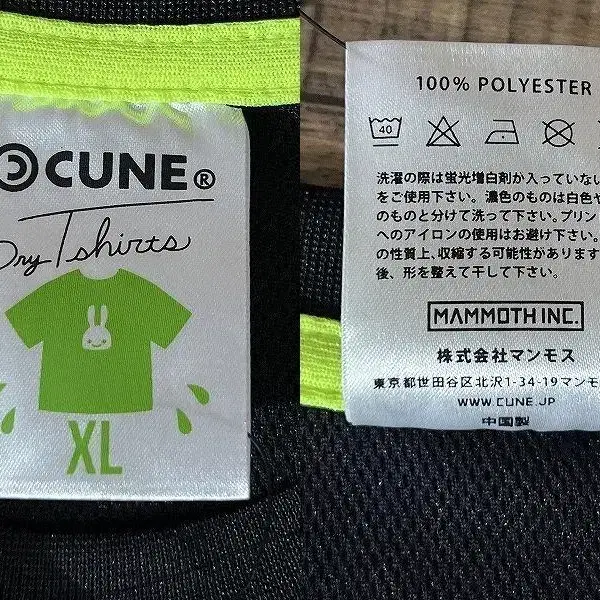 CUNE®
Dry Tshirts
XL
100% POLYESTER
40
洗濯の際は蛍光増白剤が入っていない
をご使用下さい。濃色のものは白色や
のものと分けて洗って下さい。プリン
へのアイロンの使用はお避け下さい。
の性質上、収縮する可能性があります
後、形を整えて干して下さい。
MAMMOTH INC.
株式会社マンモス
東京都世田谷区北沢1-34-19マンモ
WWW.CUNE.JP
中国製